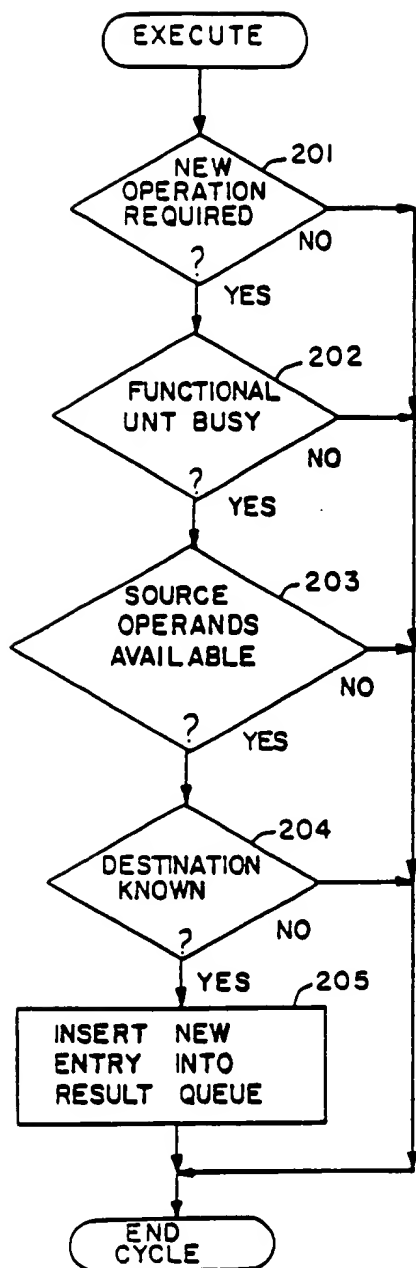 EXECUTE
201
NEW
OPERATION
REQUIRED
?
NO
YES
202
FUNCTIONAL
UNT BUSY
?
NO
YES
203
SOURCE
OPERANDS
AVAILABLE
?
NO
YES
204
DESTINATION
KNOWN
?
NO
YES
205
INSERT NEW
ENTRY INTO
RESULT QUEUE
END
CYCLE